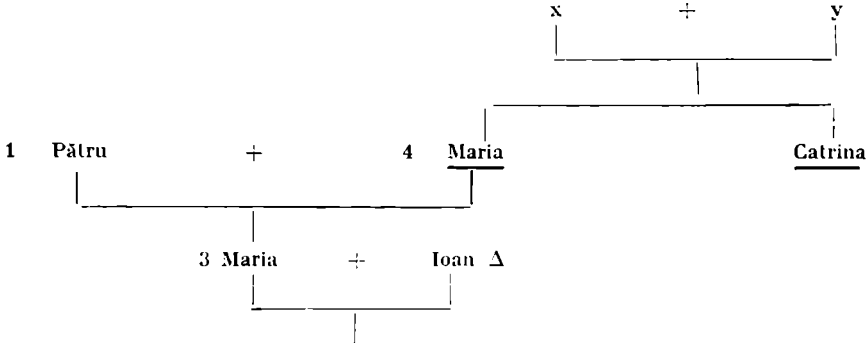 x + y
1 Pătru + 4 Maria Catrina
3 Maria + Ioan Δ